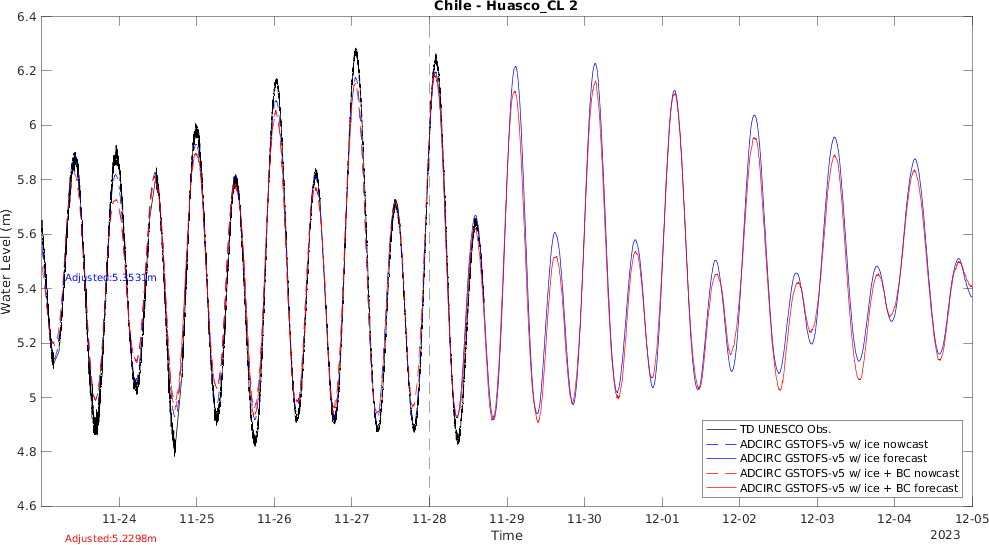 Chile - Huasco_CL 2
Water Level (m)
6.4
6.2
6
5.8
5.6
5.4
5.2
5
4.8
4.6
Adjusted:5.3531m
TD UNESCO Obs.
ADCIRC GSTOFS-v5 w/ ice nowcast
ADCIRC GSTOFS-v5 w/ ice forecast
ADCIRC GSTOFS-v5 w/ ice + BC nowcast
ADCIRC GSTOFS-v5 w/ ice + BC forecast
11-24 11-25 11-26 11-27 11-28 11-29 11-30 12-01 12-02 12-03 12-04 12-05
Time
2023
Adjusted:5.2298m